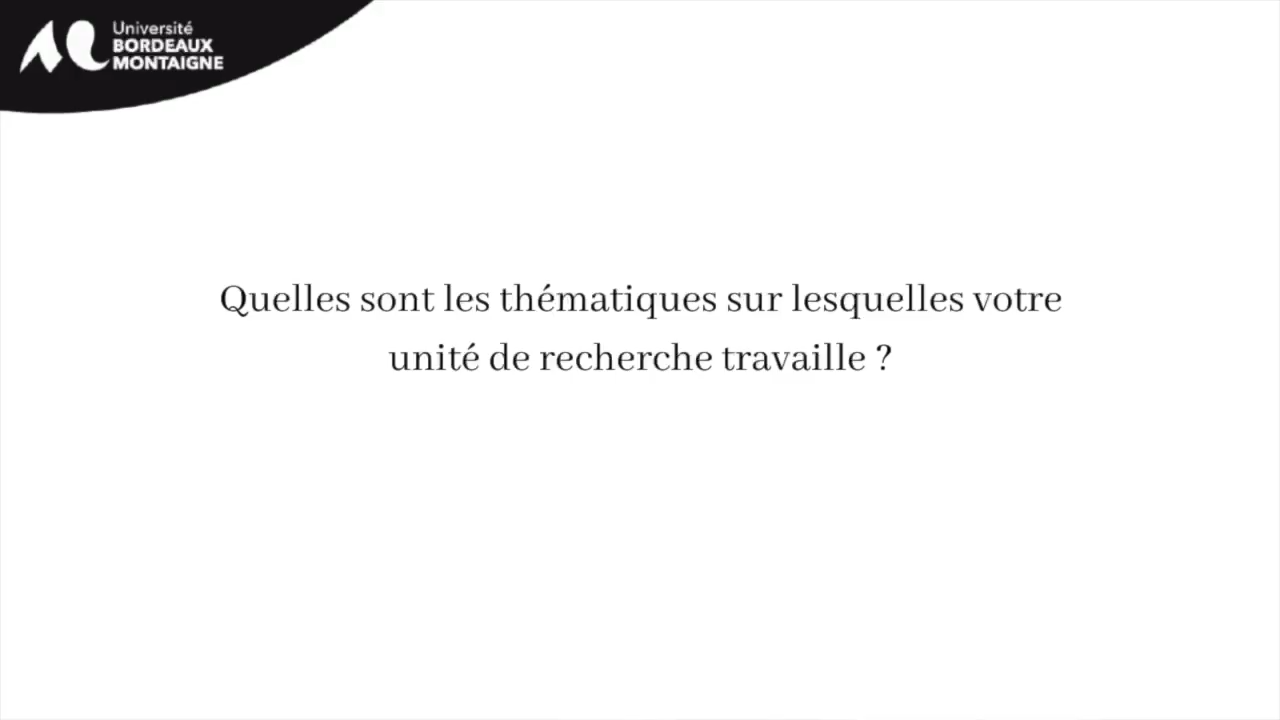 Université
BORDEAUX
MONTAIGNE
Quelles sont les thématiques sur lesquelles votre
unité de recherche travaille ?